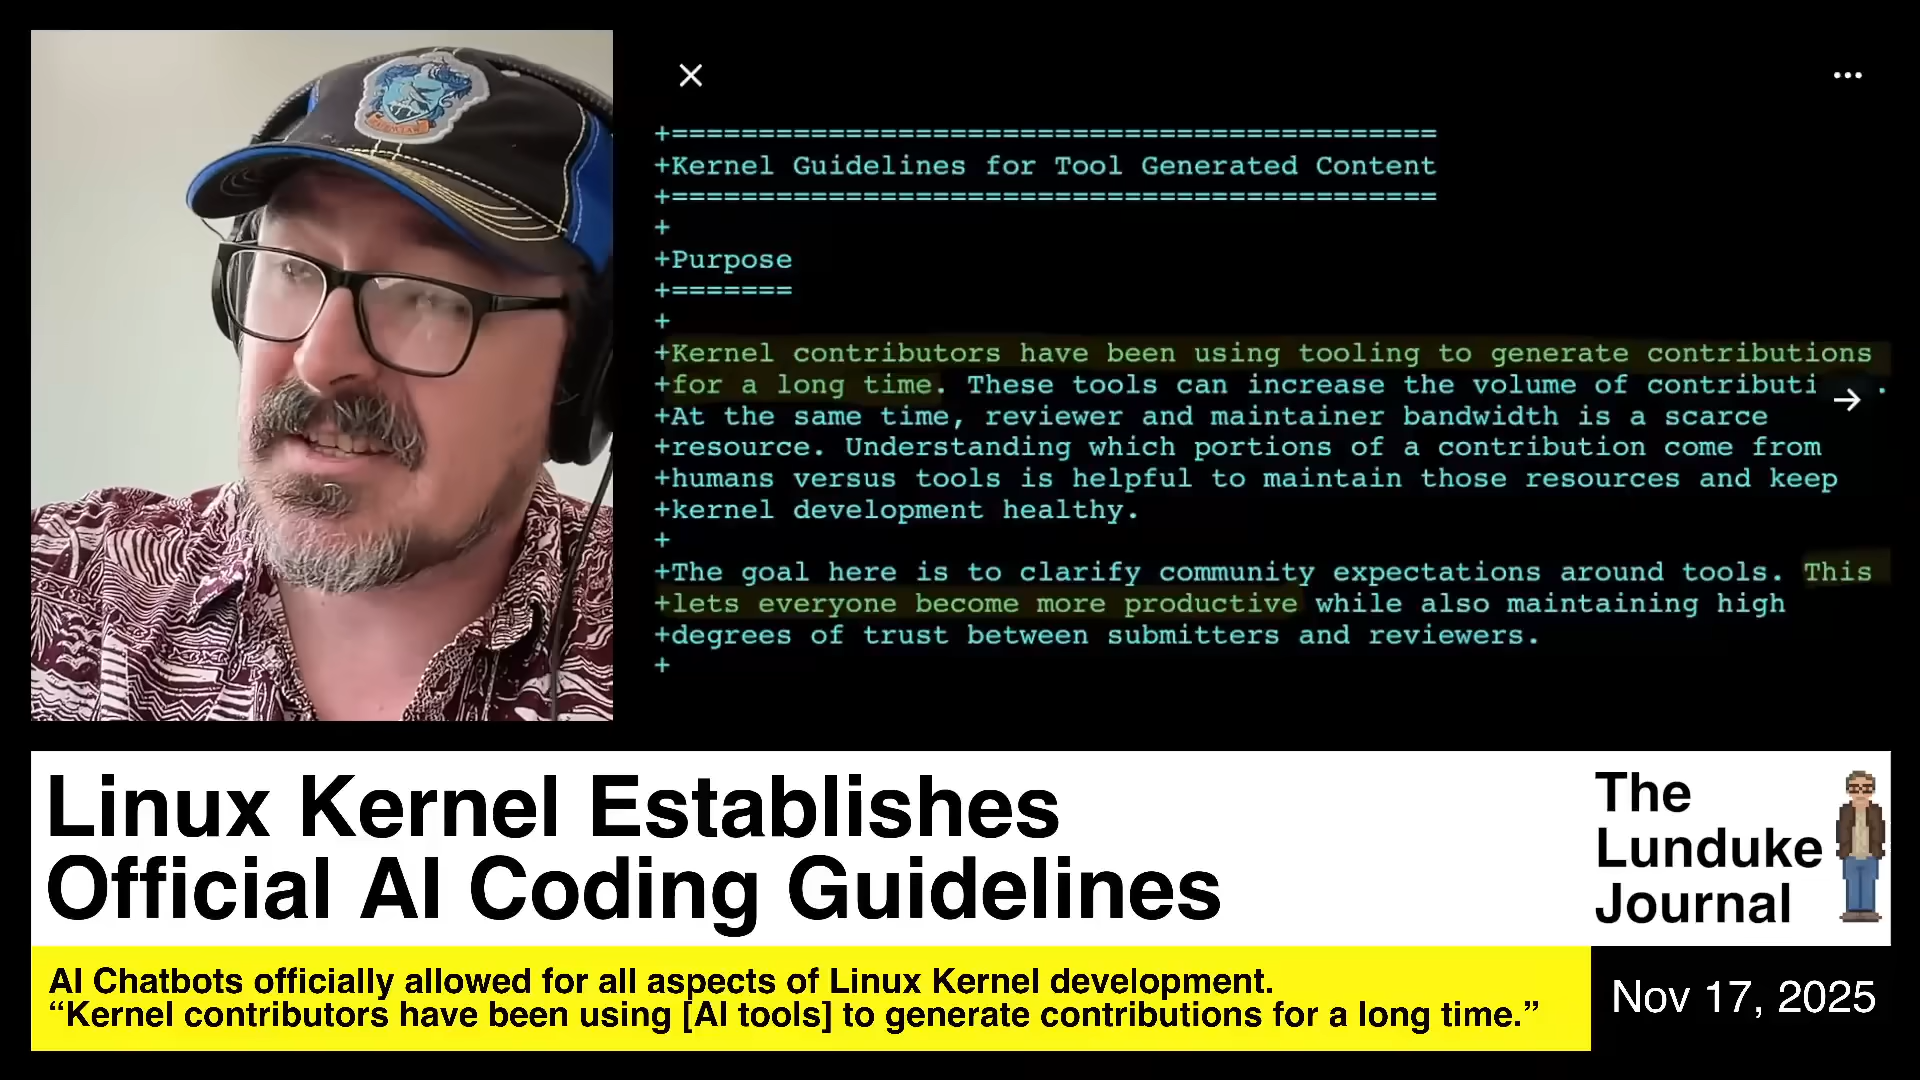 +============================================
+Kernel Guidelines for Tool Generated Content
+============================================
+
+Purpose
+=======
+
+Kernel contributors have been using tooling to generate contributions
+for a long time. These tools can increase the volume of contributi .
+At the same time, reviewer and maintainer bandwidth is a scarce
+resource. Understanding which portions of a contribution come from
+humans versus tools is helpful to maintain those resources and keep
+kernel development healthy.
+
+The goal here is to clarify community expectations around tools. This
+lets everyone become more productive while also maintaining high
+degrees of trust between submitters and reviewers.
+
Linux Kernel Establishes
Official AI Coding Guidelines
The
Lunduke
Journal
AI Chatbots officially allowed for all aspects of Linux Kernel development.
“Kernel contributors have been using [AI tools] to generate contributions for a long time.”
Nov 17, 2025